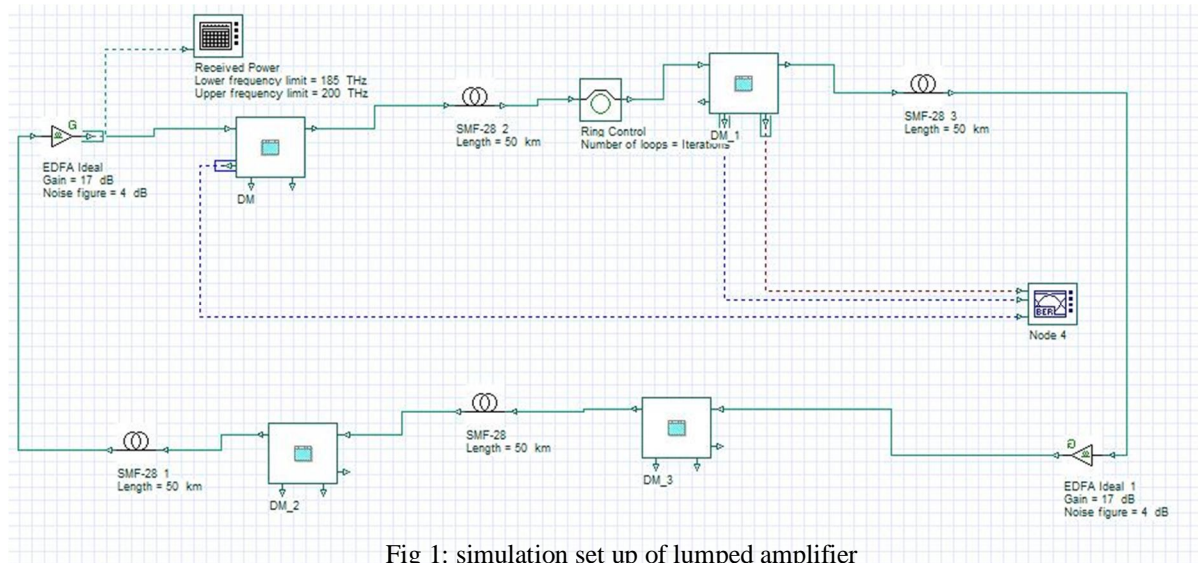 Received Power
Lower frequency limit = 185 THz
Upper frequency limit = 200 THz
G
EDFA Ideal
Gain = 17 dB
Noise figure = 4 dB
DM
SMF-28 2
Length = 50 km
Ring Control
Number of loops = Iterations
DM_1
SMF-28 3
Length = 50 km
BER
Node 4
SMF-28 1
Length = 50 km
DM_2
SMF-28
Length = 50 km
DM_3
G
EDFA Ideal 1
Gain = 17 dB
Noise figure = 4 dB
Fig 1: simulation set up of lumped amplifier